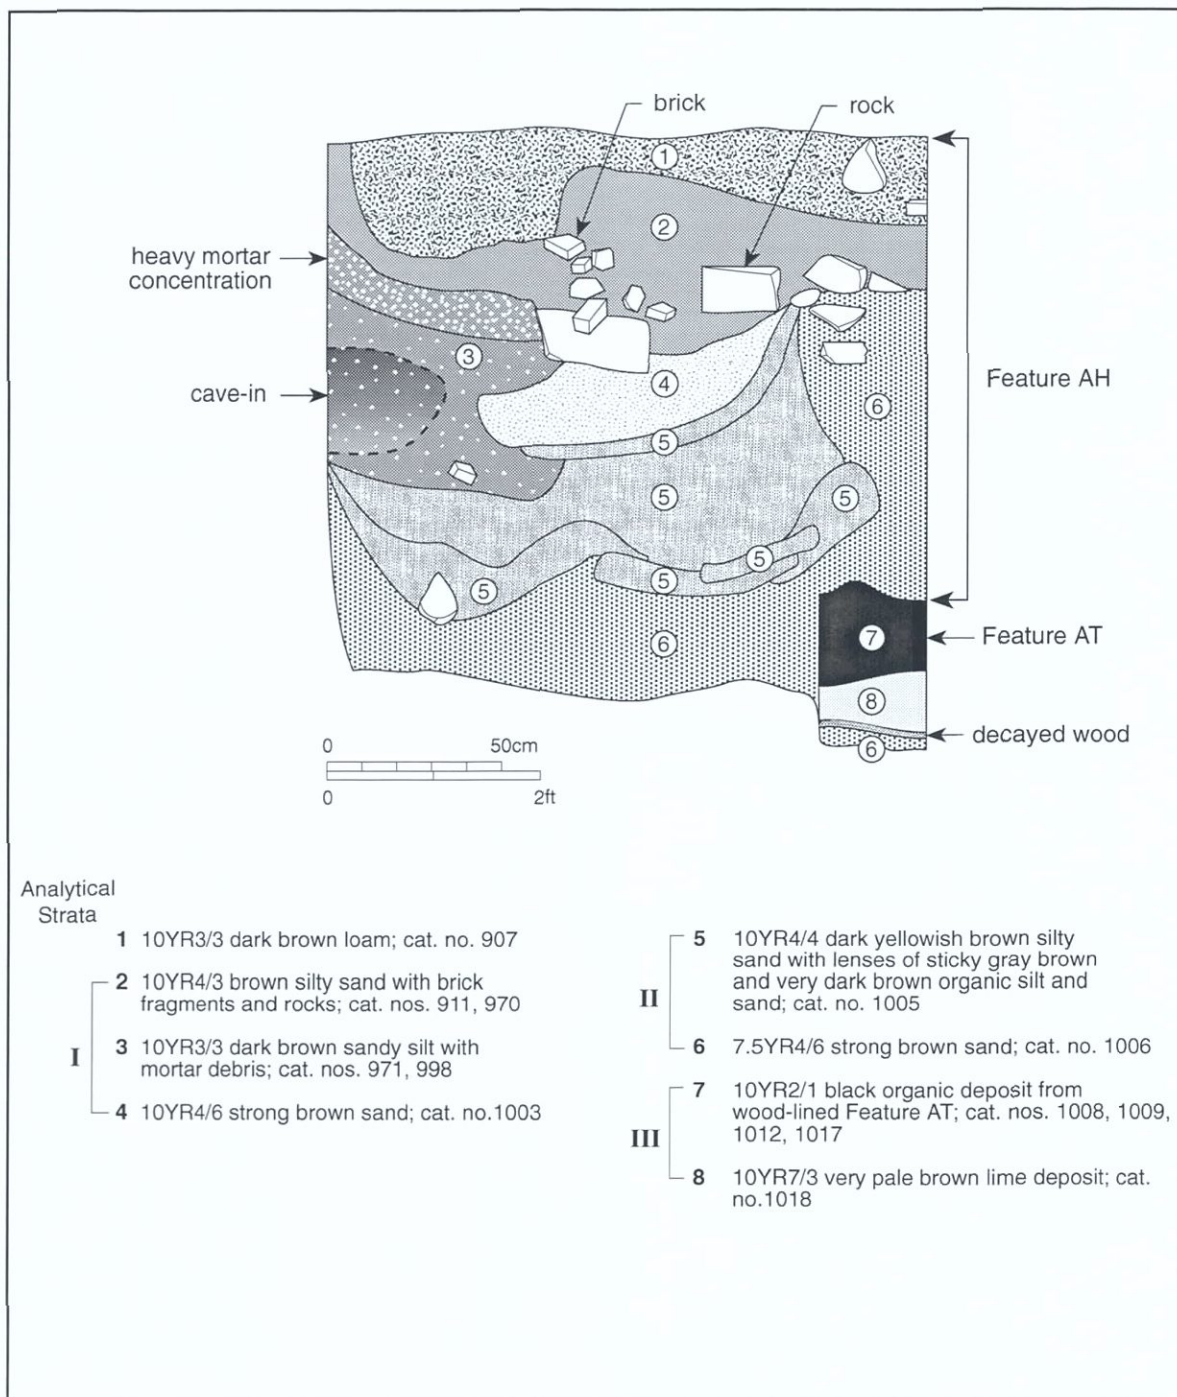 brick
rock
1
2
heavy mortar
concentration
3
4
cave-in
5
6
5
5
5
5
5
6
Feature AH
7
Feature AT
8
decayed wood
6
0 50cm
0 2ft
Analytical
Strata
1 10YR3/3 dark brown loam; cat. no. 907
I
2 10YR4/3 brown silty sand with brick
fragments and rocks; cat. nos. 911, 970
3 10YR3/3 dark brown sandy silt with
mortar debris; cat. nos. 971, 998
4 10YR4/6 strong brown sand; cat. no.1003
II
5 10YR4/4 dark yellowish brown silty
sand with lenses of sticky gray brown
and very dark brown organic silt and
sand; cat. no. 1005
6 7.5YR4/6 strong brown sand; cat. no. 1006
III
7 10YR2/1 black organic deposit from
wood-lined Feature AT; cat. nos. 1008, 1009,
1012, 1017
8 10YR7/3 very pale brown lime deposit; cat.
no.1018